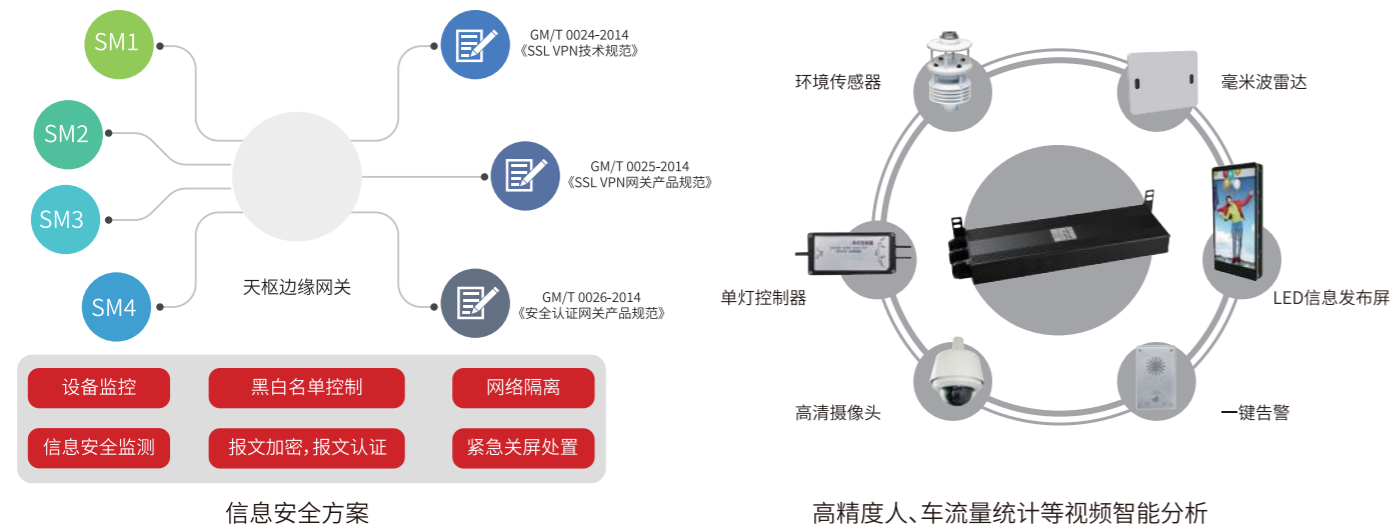 SM1
SM2
SM3
SM4
天枢边缘网关
GM/T 0024-2014
《SSL VPN技术规范》
GM/T 0025-2014
《SSL VPN网关产品规范》
GM/T 0026-2014
《安全认证网关产品规范》
设备监控
黑白名单控制
网络隔离
信息安全监测
报文加密，报文认证
紧急关屏处置
信息安全方案
环境传感器
毫米波雷达
单灯控制器
LED信息发布屏
高清摄像头
一键告警
高精度人、车流量统计等视频智能分析